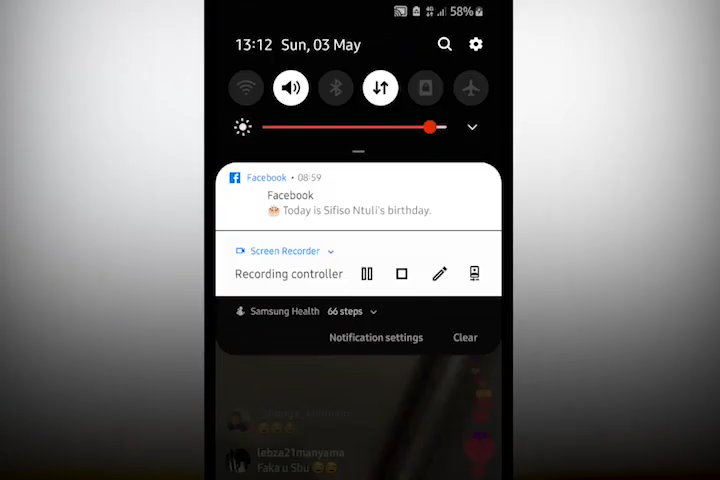 4G 58%
13:12 Sun, 03 May
Facebook • 08:59
Facebook
🎂 Today is Sifiso Ntuli's birthday.
Screen Recorder
Recording controller
Samsung Health 66 steps
Notification settings Clear
lebza21manyama
Faka u Sbu 😂😂